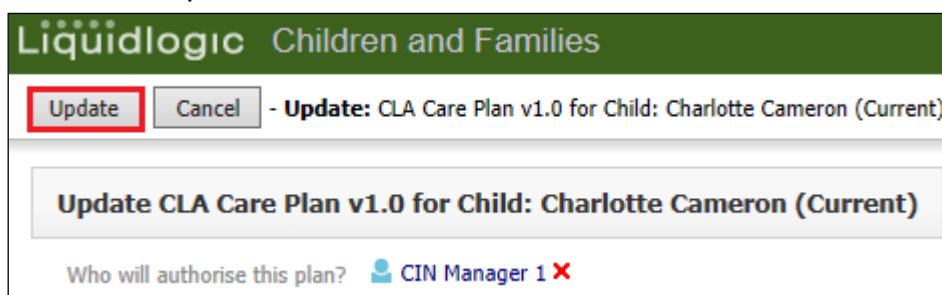 Liquidlogic Children and Families
Update Cancel - Update: CLA Care Plan v1.0 for Child: Charlotte Cameron (Current)
Update CLA Care Plan v1.0 for Child: Charlotte Cameron (Current)
Who will authorise this plan? CIN Manager 1